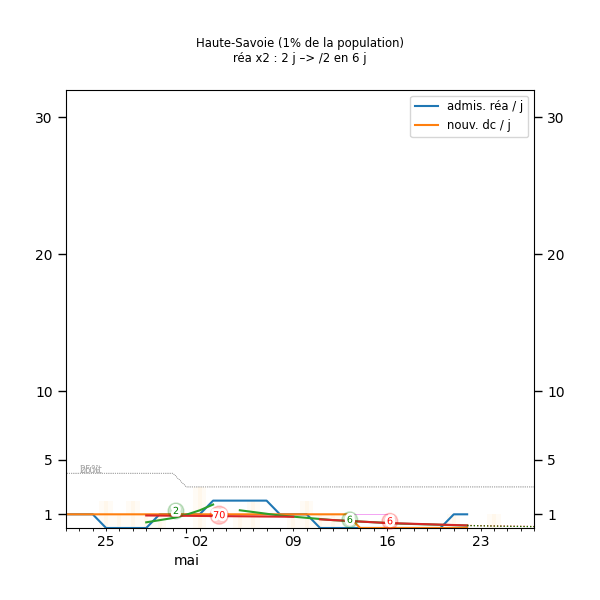 Haute-Savoie (1% de la population)
réa x2 : 2 j –> /2 en 6 j
admis. réa / j
nouv. dc / j
30 30
20 20
10 10
5 5
1 1
2 70 6 6
25 - 02 09 16 23
mai